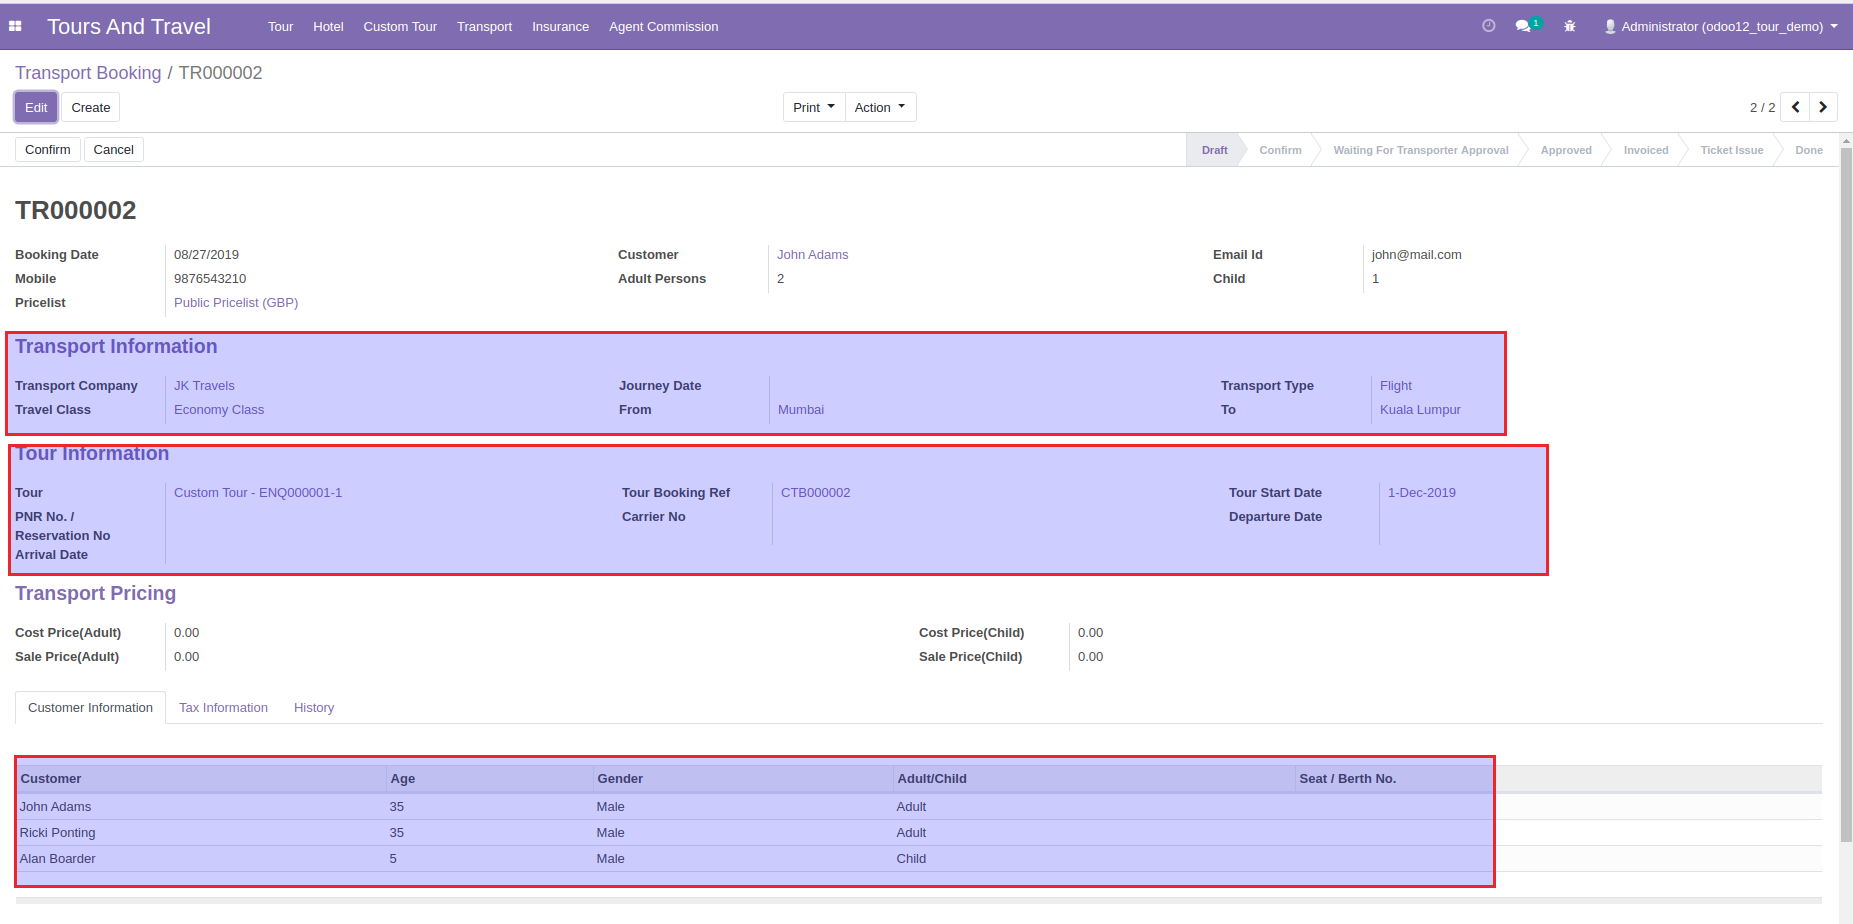 Tours And Travel Tour Hotel Custom Tour Transport Insurance Agent Commission 1 Administrator (odoo12_tour_demo)
Transport Booking / TR000002
Edit Create Print Action 2 / 2
Confirm Cancel Draft Confirm Waiting For Transporter Approval Approved Invoiced Ticket Issue Done
TR000002
Booking Date 08/27/2019 Customer John Adams Email Id john@mail.com
Mobile 9876543210 Adult Persons 2 Child 1
Pricelist Public Pricelist (GBP)
Transport Information
Transport Company JK Travels Journey Date Transport Type Flight
Travel Class Economy Class From Mumbai To Kuala Lumpur
Tour Information
Tour Custom Tour - ENQ000001-1 Tour Booking Ref CTB000002 Tour Start Date 1-Dec-2019
PNR No. / Carrier No Departure Date
Reservation No
Arrival Date
Transport Pricing
Cost Price(Adult) 0.00 Cost Price(Child) 0.00
Sale Price(Adult) 0.00 Sale Price(Child) 0.00
Customer Information Tax Information History
Customer Age Gender Adult/Child Seat / Berth No.
John Adams 35 Male Adult
Ricki Ponting 35 Male Adult
Alan Boarder 5 Male Child